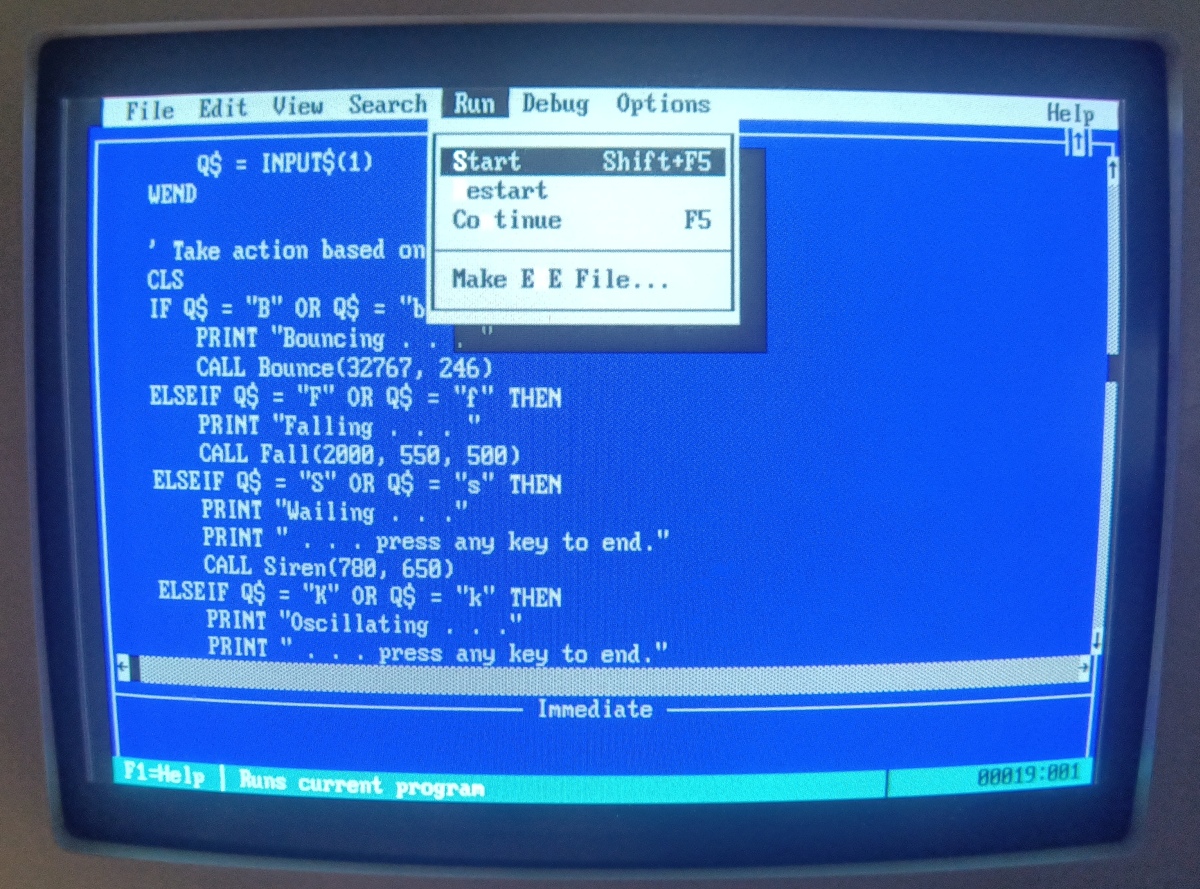 File Edit View Search Run Debug Options Help
Start Shift+F5
estart
Co tinue F5
Make E E File...
Q$ = INPUT$(1)
WEND
' Take action based on
CLS
IF Q$ = "B" OR Q$ = "b
PRINT "Bouncing . . . "
CALL Bounce(32767, 246)
ELSEIF Q$ = "F" OR Q$ = "f" THEN
PRINT "Falling . . . "
CALL Fall(2000, 550, 500)
ELSEIF Q$ = "S" OR Q$ = "s" THEN
PRINT "Wailing . . ."
PRINT " . . . press any key to end."
CALL Siren(780, 650)
ELSEIF Q$ = "K" OR Q$ = "k" THEN
PRINT "Oscillating . . ."
PRINT " . . . press any key to end."
Immediate
F1=Help | Runs current program 00019:001